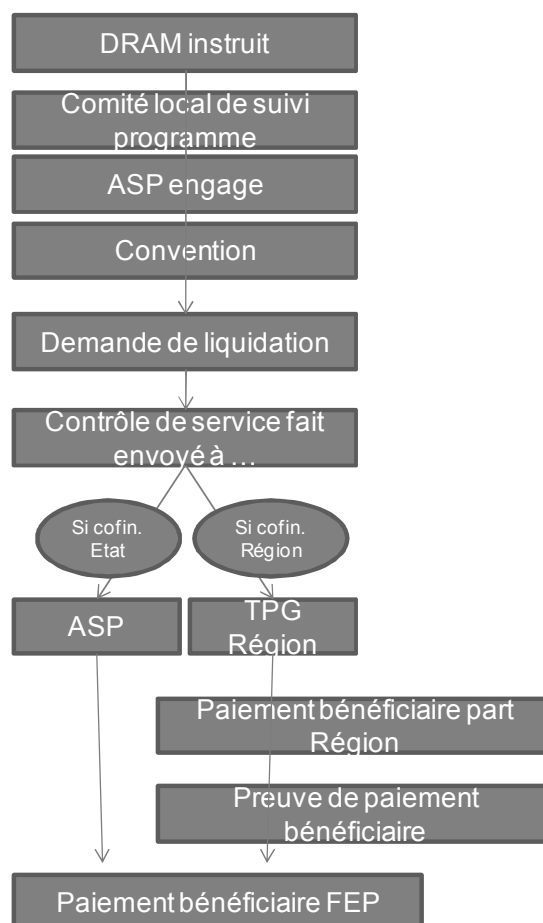 DRAM instruit
Comité local de suivi
programme
ASP engage
Convention
Demande de liquidation
Contrôle de service fait
envoyé à ...
Si cofin.
Etat
Si cofin.
Région
ASP
TPG
Région
Paiement bénéficiaire part
Région
Preuve de paiement
bénéficiaire
Paiement bénéficiaire FEP